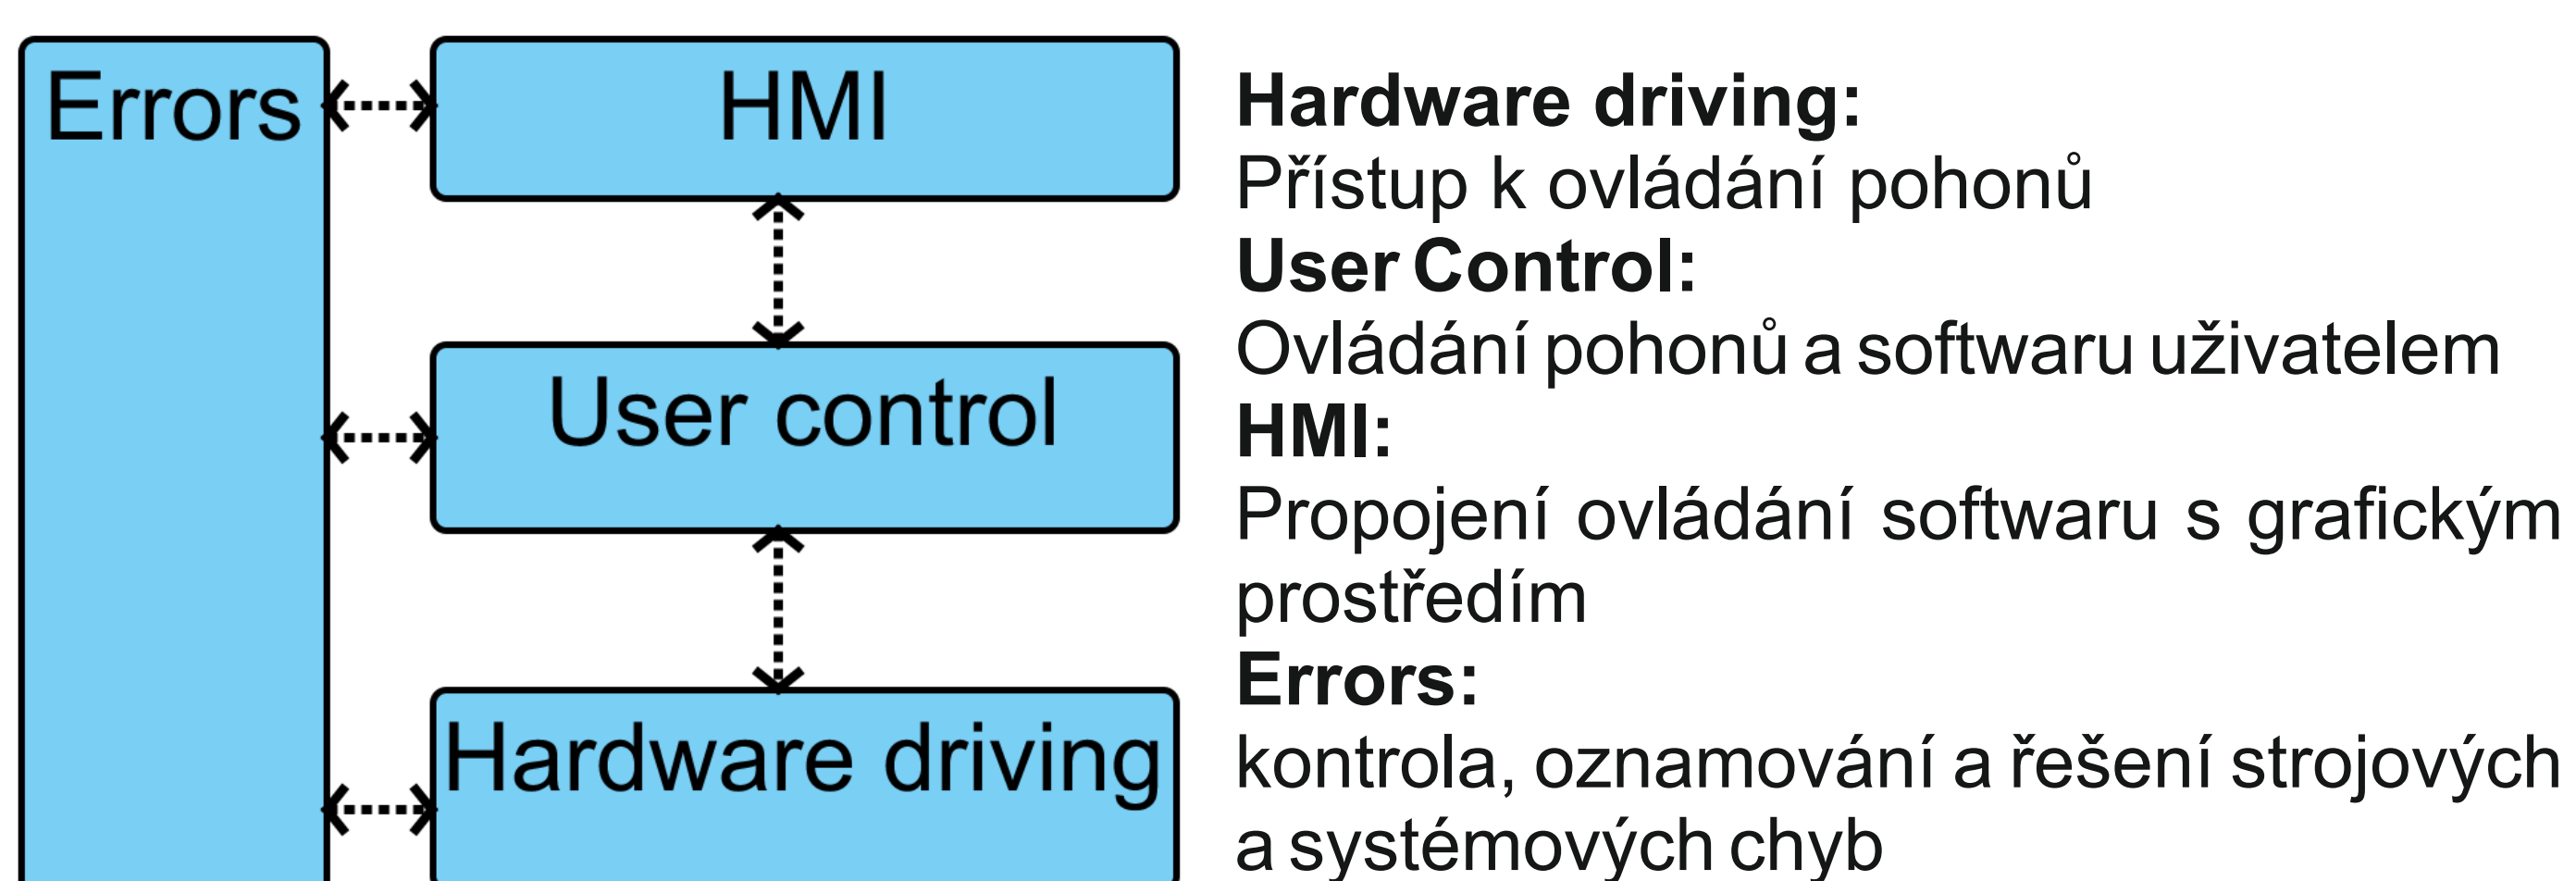 Errors
HMI
User control
Hardware driving
Hardware driving:
Přístup k ovládání pohonů
User Control:
Ovládání pohonů a softwaru uživatelem
HMI:
Propojení ovládání softwaru s grafickým
prostředím
Errors:
kontrola, oznamování a řešení strojových
a systémových chyb